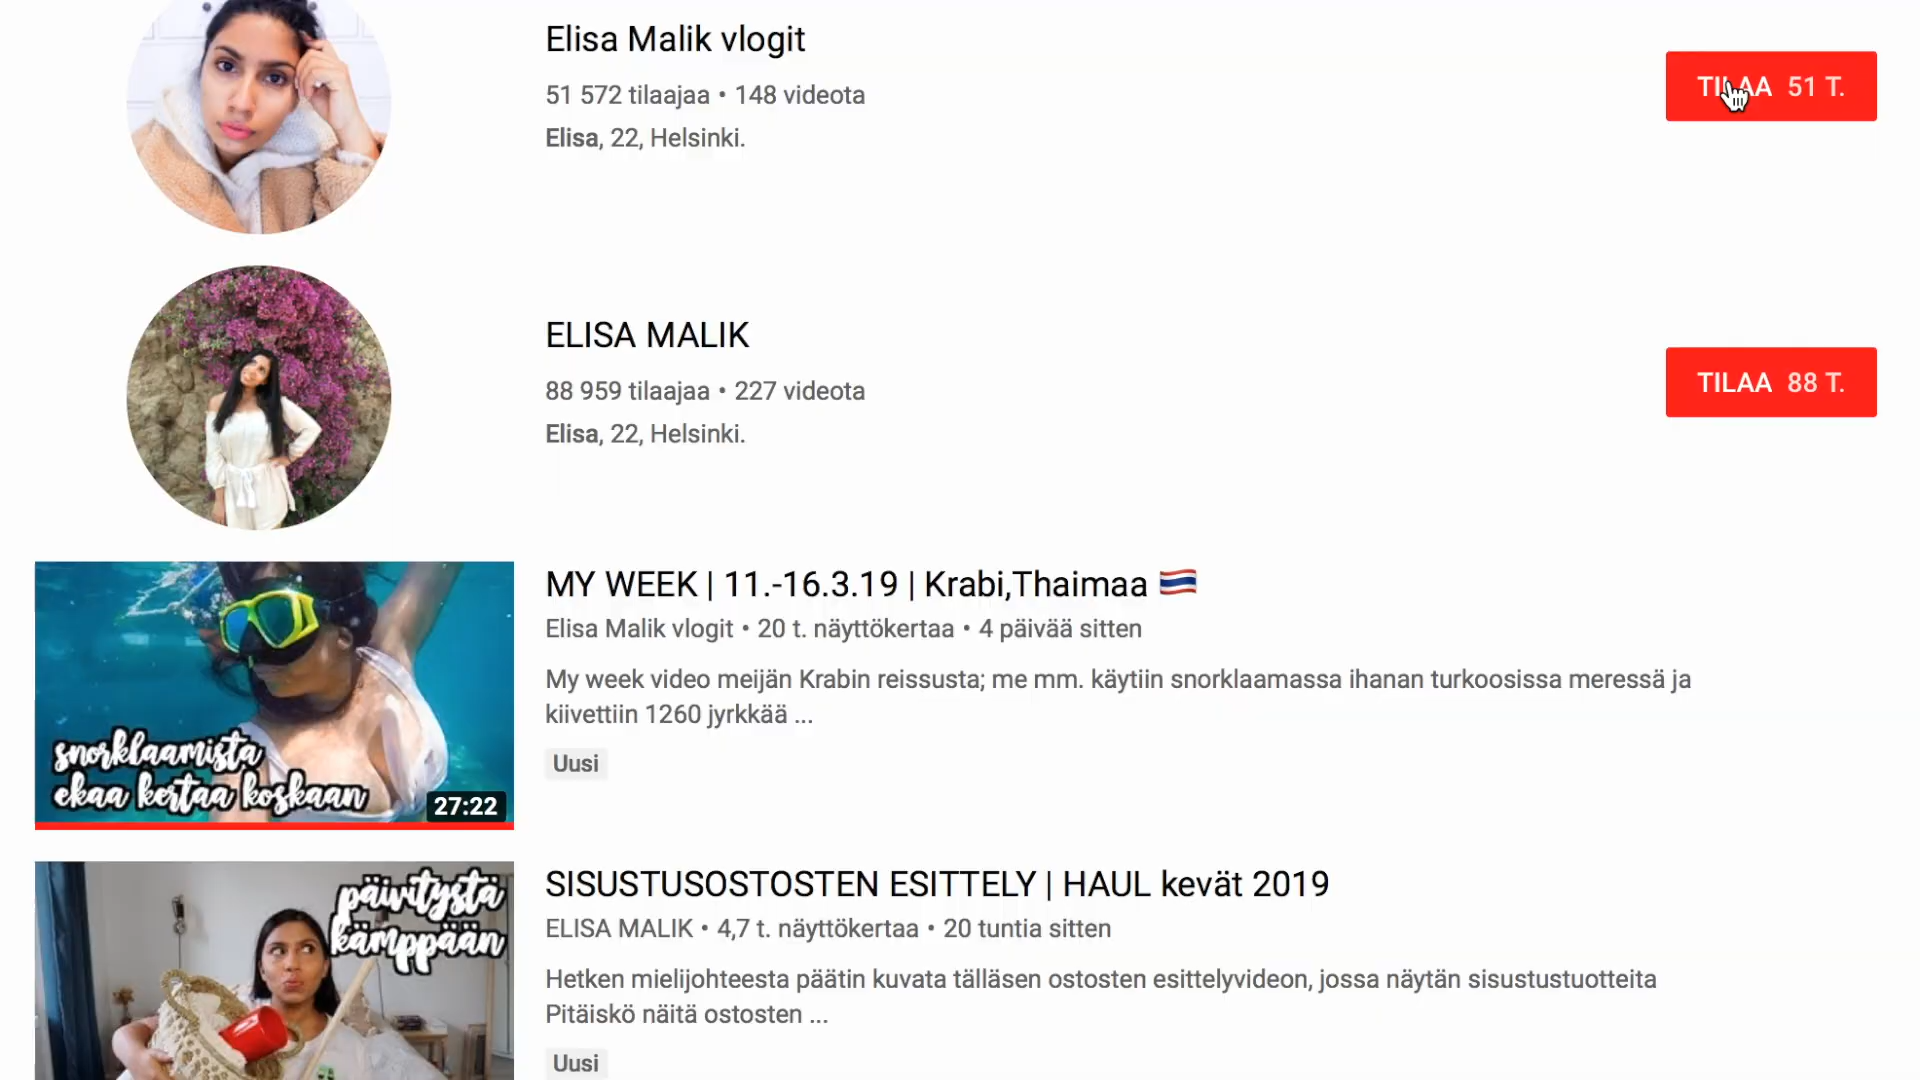 Elisa Malik vlogit
51 572 tilaajaa • 148 videota
Elisa, 22, Helsinki.
TILAA 51 T.
ELISA MALIK
88 959 tilaajaa • 227 videota
Elisa, 22, Helsinki.
TILAA 88 T.
snorklaamista
ekaa kertaa koskaan
27:22
MY WEEK | 11.-16.3.19 | Krabi,Thaimaa 🇹🇭
Elisa Malik vlogit • 20 t. näyttökertaa • 4 päivää sitten
My week video meijän Krabin reissusta; me mm. käytiin snorklaamassa ihanan turkoosissa meressä ja
kiivettiin 1260 jyrkkää ...
Uusi
päivitystä
kämppään
SISUSTUSOSTOSTEN ESITTELY | HAUL kevät 2019
ELISA MALIK • 4,7 t. näyttökertaa • 20 tuntia sitten
Hetken mielijohteesta päätin kuvata tälläsen ostosten esittelyvideon, jossa näytän sisustustuotteita
Pitäiskö näitä ostosten ...
Uusi